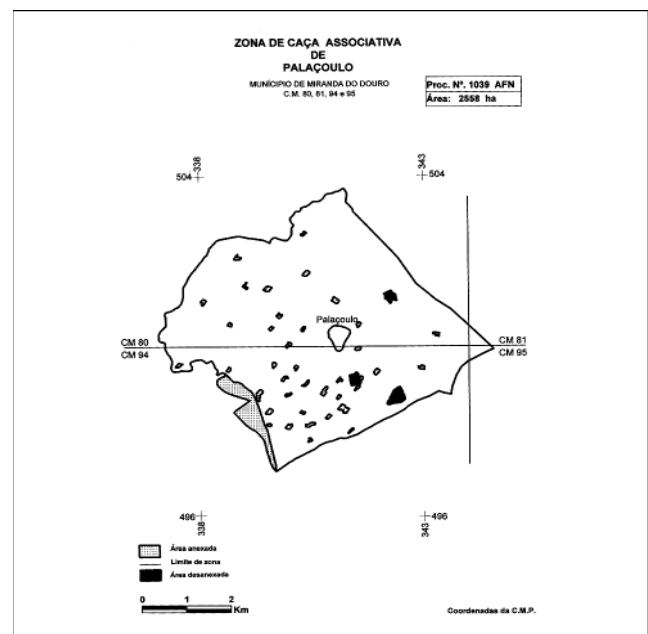 ZONA DE CAÇA ASSOCIATIVA
DE
PALAÇOULO
MUNÍCIPIO DE MIRANDA DO DOURO
C.M. 80, 81, 94 e 95
Proc. Nº. 1039 AFN
Área: 2558 ha
338
504
343
504
Palaçoulo
CM 80
CM 94
CM 81
CM 95
496
338
496
343
Área anexada
Limite de zona
Área desanexada
0 1 2
Km
Coordenadas da C.M.P.